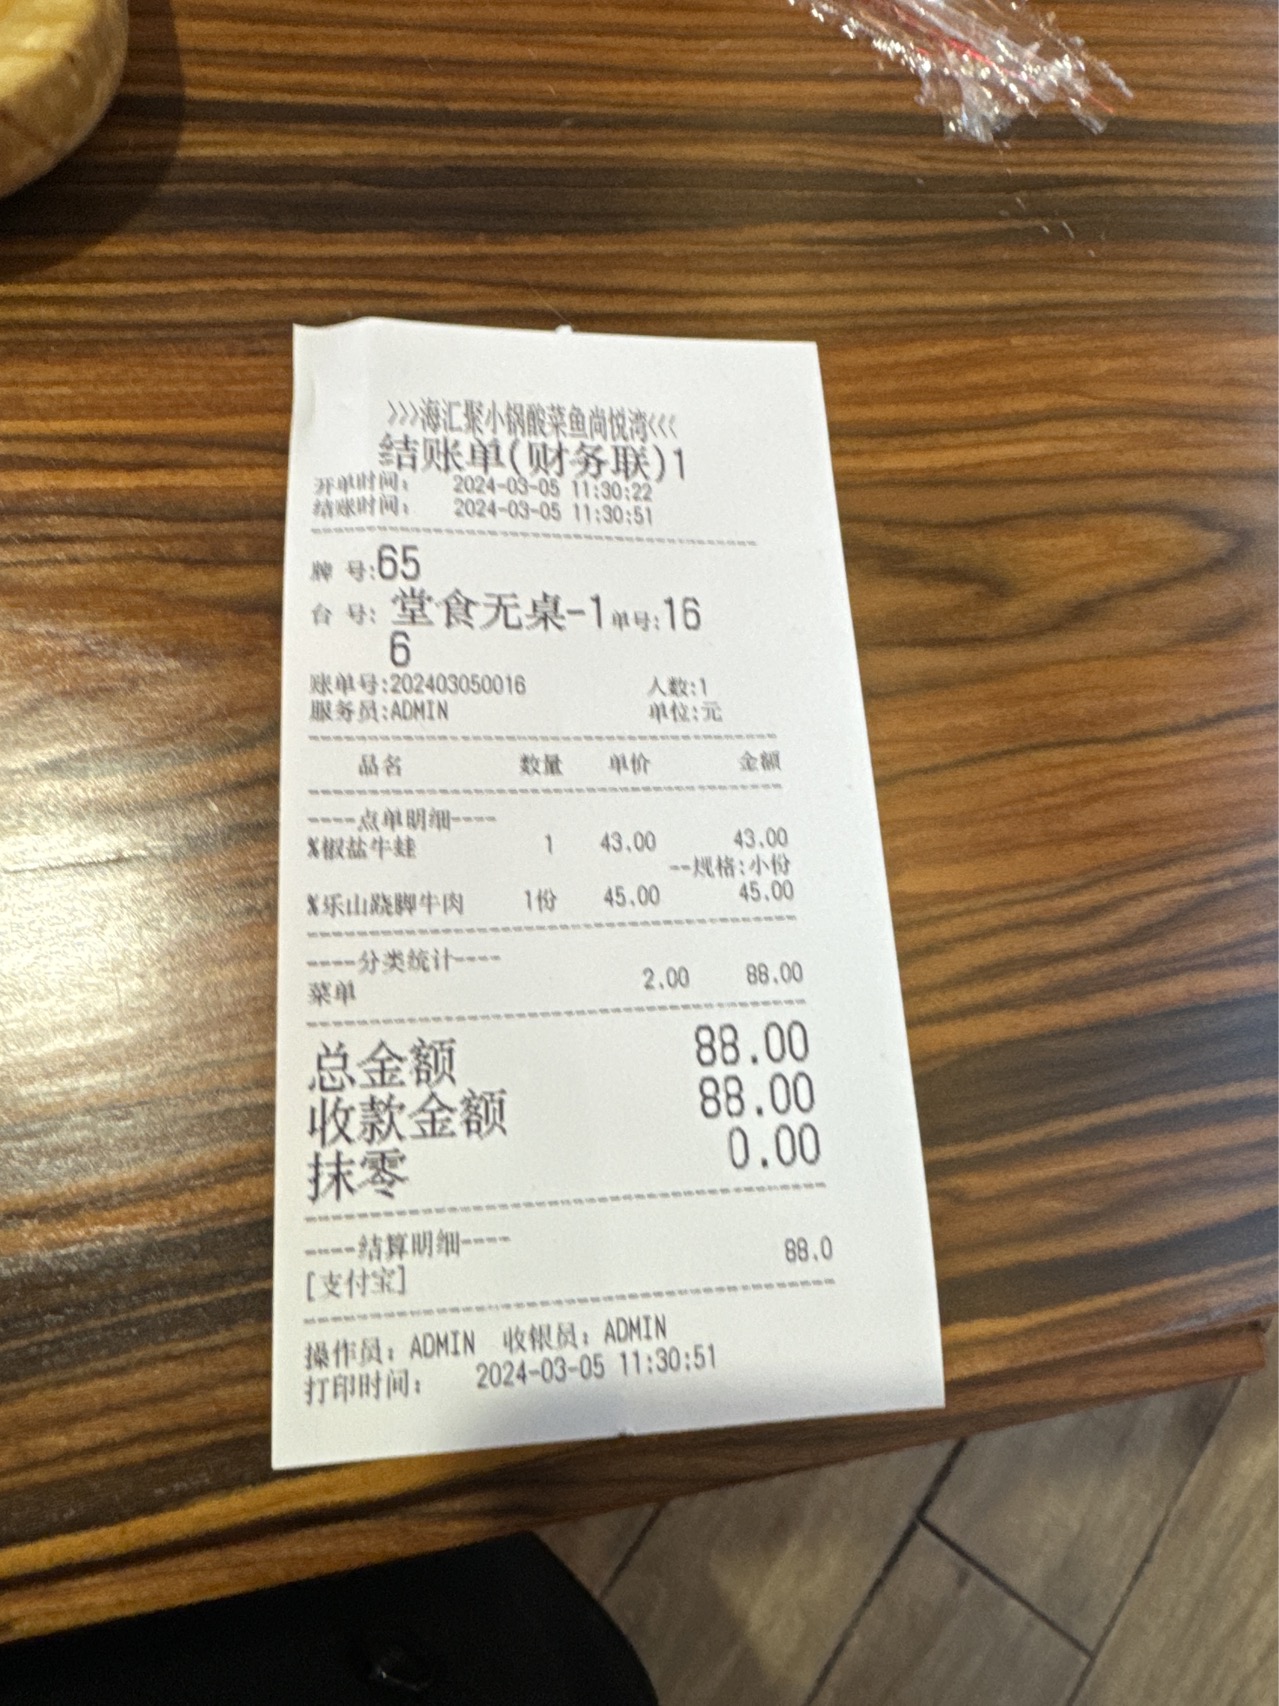 >>>海汇聚小锅酸菜鱼尚悦湾<<<
结账单(财务联)1
开单时间： 2024-03-05 11:30:22
结账时间： 2024-03-05 11:30:51
牌 号:65
台 号: 堂食无桌-1 单号:16
6
账单号:202403050016 人数:1
服务员:ADMIN 单位:元
品名 数量 单价 金额
----点单明细----
%椒盐牛蛙 1 43.00 43.00
--规格:小份
%乐山跷脚牛肉 1份 45.00 45.00
----分类统计----
菜单 2.00 88.00
总金额 88.00
收款金额 88.00
抹零 0.00
----结算明细----
[支付宝] 88.0
操作员：ADMIN 收银员：ADMIN
打印时间： 2024-03-05 11:30:51